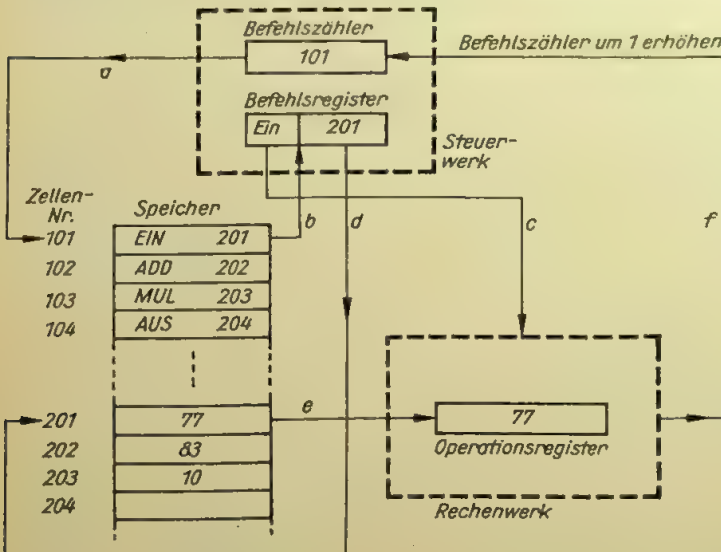 Befehlszähler
101
Befehlszähler um 1 erhöhen
a
Befehlsregister
Ein 201
Steuer-
werk
Zellen-
Nr.
Speicher
b d c f
101 EIN 201
102 ADD 202
103 MUL 203
104 AUS 204
201 77
e
77
202 83
Operationsregister
203 10
204
Rechenwerk